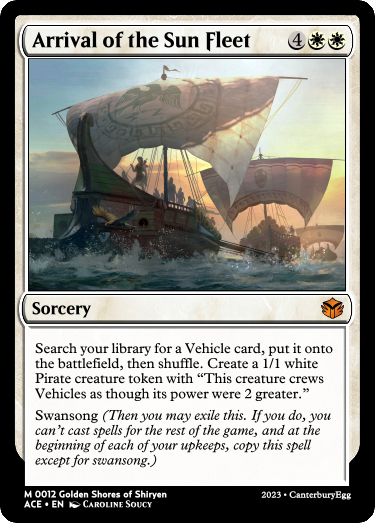 Arrival of the Sun Fleet 4
Sorcery
Search your library for a Vehicle card, put it onto
the battlefield, then shuffle. Create a 1/1 white
Pirate creature token with “This creature crews
Vehicles as though its power were 2 greater.”
Swansong (Then you may exile this. If you do, you
can’t cast spells for the rest of the game, and at the
beginning of each of your upkeeps, copy this spell
except for swansong.)
M 0012 Golden Shores of Shiryen
ACE • EN Caroline Soucy
2023 • CanterburyEgg